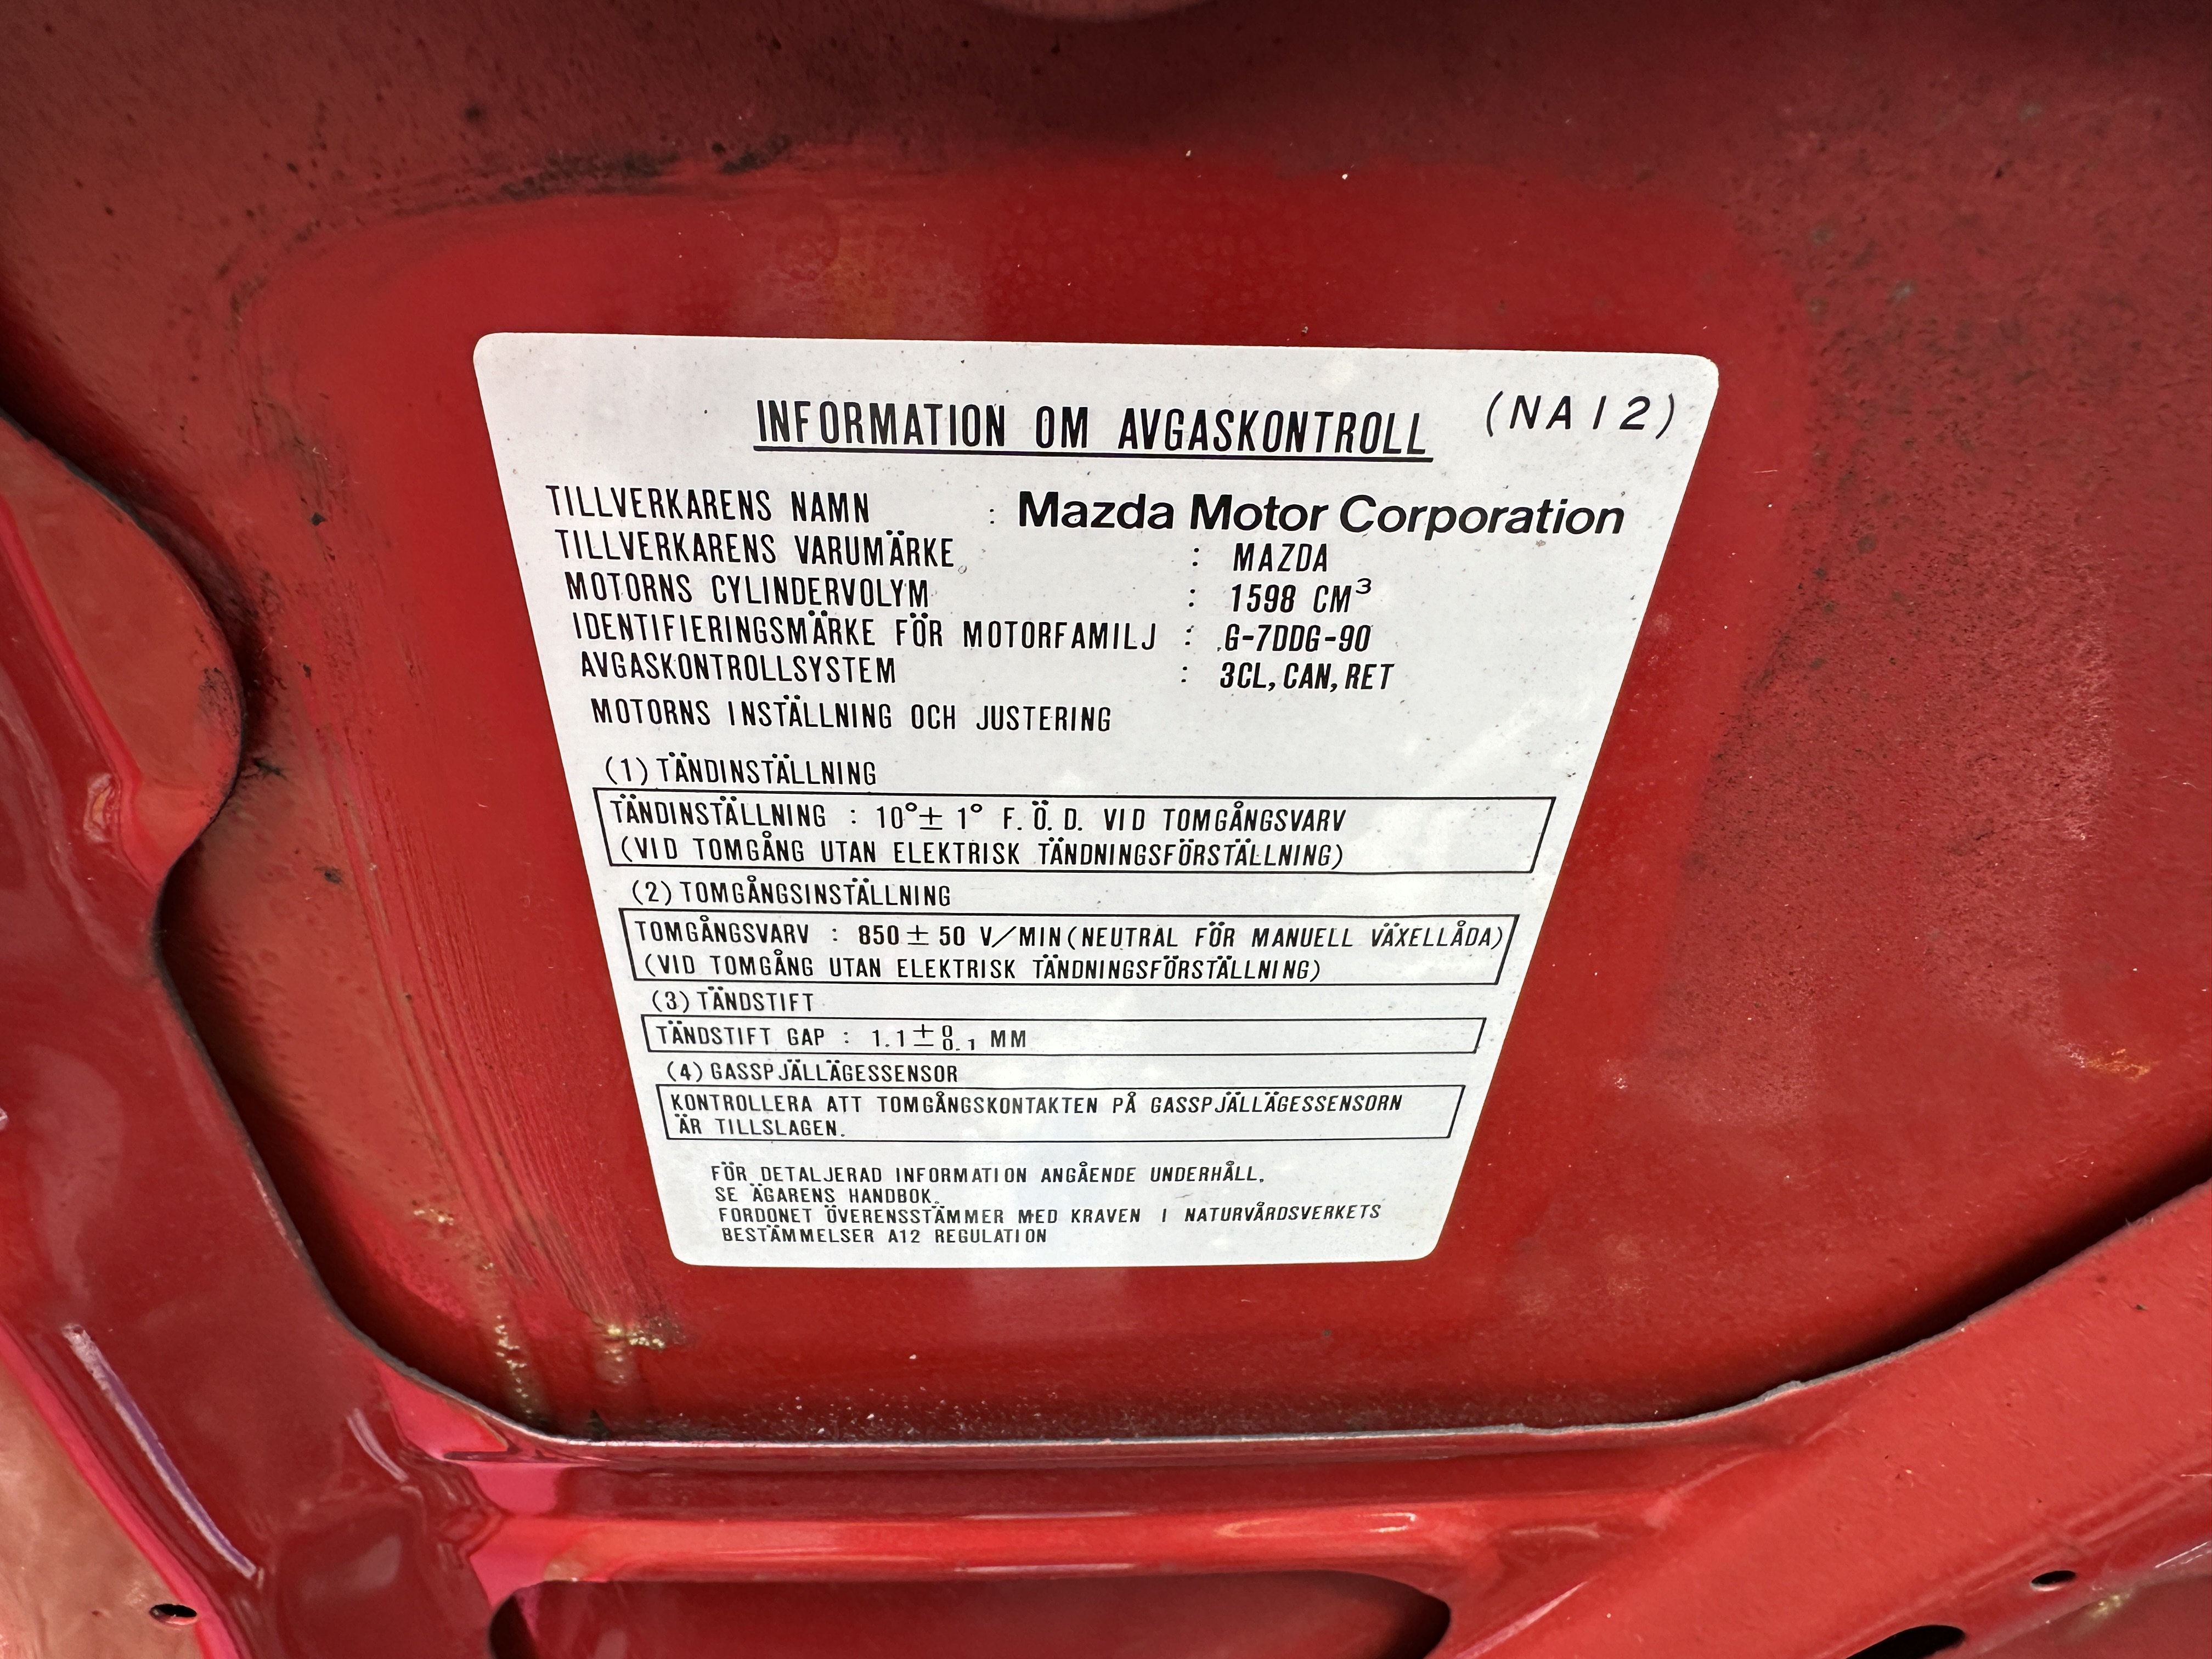 INFORMATION OM AVGASKONTROLL (NA12)
TILLVERKARENS NAMN : Mazda Motor Corporation
TILLVERKARENS VARUMÄRKE : MAZDA
MOTORNS CYLINDERVOLYM : 1598 CM³
IDENTIFIERINGSMÄRKE FÖR MOTORFAMILJ : G-7DDG-90
AVGASKONTROLLSYSTEM : 3CL, CAN, RET
MOTORNS INSTÄLLNING OCH JUSTERING
(1) TÄNDINSTÄLLNING
TÄNDINSTÄLLNING : 10°± 1° F. Ö. D. VID TOMGÅNGSVARV
(VID TOMGÅNG UTAN ELEKTRISK TÄNDNINGSFÖRSTÄLLNING)
(2) TOMGÅNGSINSTÄLLNING
TOMGÅNGSVARV : 850 ± 50 V/MIN (NEUTRAL FÖR MANUELL VÄXELLÅDA)
(VID TOMGÅNG UTAN ELEKTRISK TÄNDNINGSFÖRSTÄLLNING)
(3) TÄNDSTIFT
TÄNDSTIFT GAP : 1.1 +0 −0.1 MM
(4) GASSPJÄLLÄGESSENSOR
KONTROLLERA ATT TOMGÅNGSKONTAKTEN PÅ GASSPJÄLLÄGESSENSORN
ÄR TILLSLAGEN.
FÖR DETALJERAD INFORMATION ANGÅENDE UNDERHÅLL,
SE ÄGARENS HANDBOK.
FORDONET ÖVERENSSTÄMMER MED KRAVEN I NATURVÅRDSVERKETS
BESTÄMMELSER A12 REGULATION